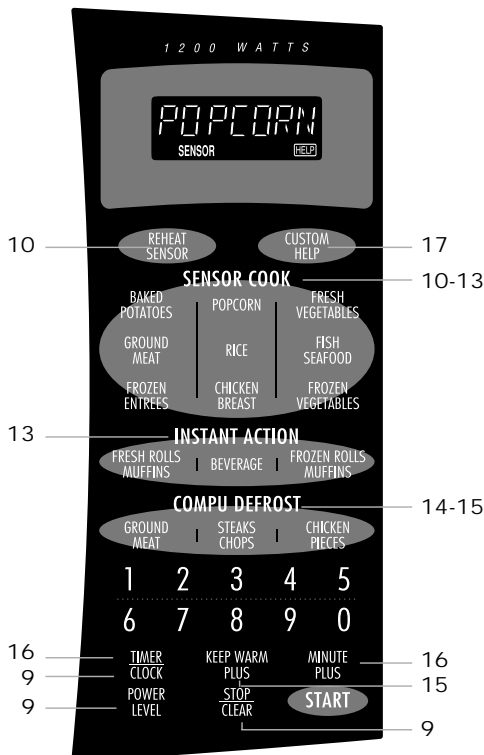 1200 WATTS
POPCORN
SENSOR HELP
10 REHEAT SENSOR CUSTOM HELP 17
SENSOR COOK 10-13
BAKED POTATOES POPCORN FRESH VEGETABLES
GROUND MEAT RICE FISH SEAFOOD
FROZEN ENTREES CHICKEN BREAST FROZEN VEGETABLES
13 INSTANT ACTION
FRESH ROLLS MUFFINS BEVERAGE FROZEN ROLLS MUFFINS
COMPU DEFROST 14-15
GROUND MEAT STEAKS CHOPS CHICKEN PIECES
1 2 3 4 5
6 7 8 9 0
16 TIMER KEEP WARM MINUTE 16
9 CLOCK PLUS PLUS 15
9 POWER LEVEL STOP CLEAR START 9